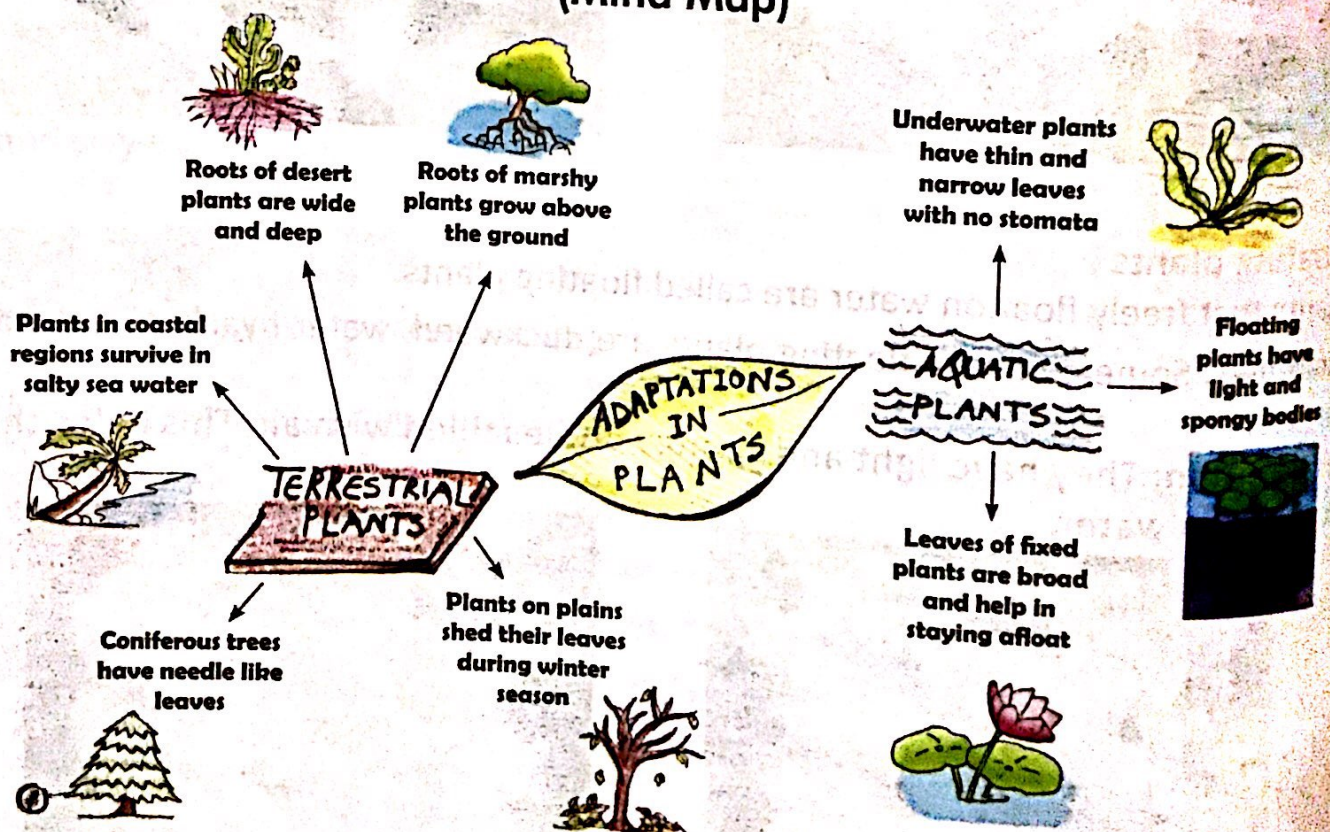 (Mind Map)
Roots of desert
plants are wide
and deep
Roots of marshy
plants grow above
the ground
Underwater plants
have thin and
narrow leaves
with no stomata
Plants in coastal
regions survive in
salty sea water
Floating
plants have
light and
spongy bodies
ADAPTATIONS
IN
PLANTS
AQUATIC
PLANTS
TERRESTRIAL
PLANTS
Leaves of fixed
plants are broad
and help in
staying afloat
Coniferous trees
have needle like
leaves
Plants on plains
shed their leaves
during winter
season